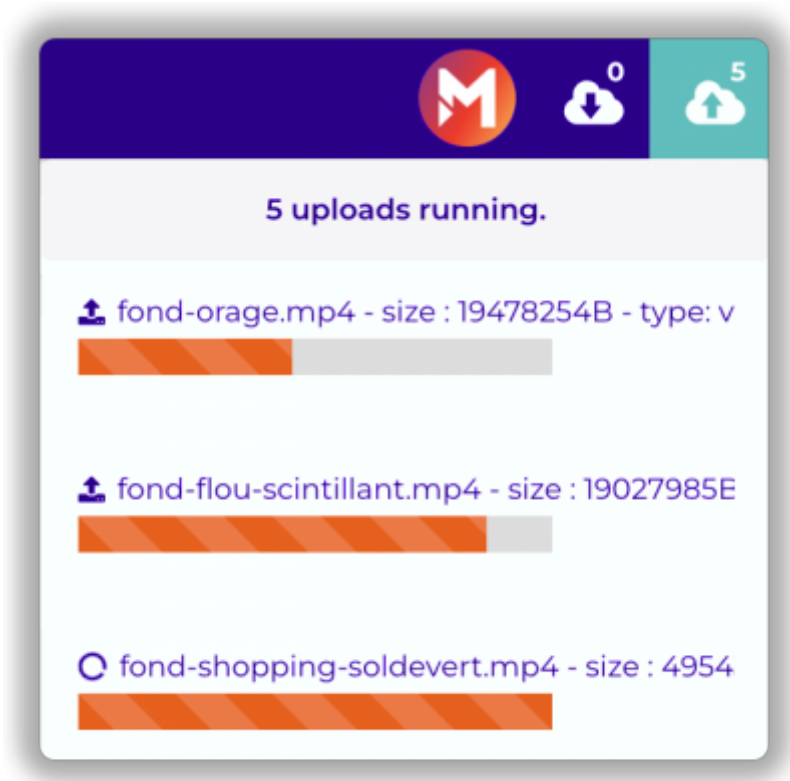 M
0
5
5 uploads running.
fond-orage.mp4 - size : 19478254B - type: v
fond-flou-scintillant.mp4 - size : 19027985B
fond-shopping-soldevert.mp4 - size : 4954